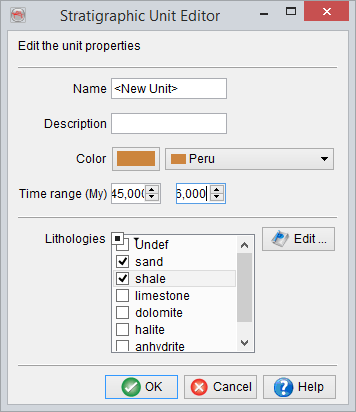 Stratigraphic Unit Editor
Edit the unit properties
Name <New Unit>
Description
Color Peru
Time range (My) 45,000 6,000
Lithologies Undef Edit ...
sand
shale
limestone
dolomite
halite
anhydrite
OK Cancel Help